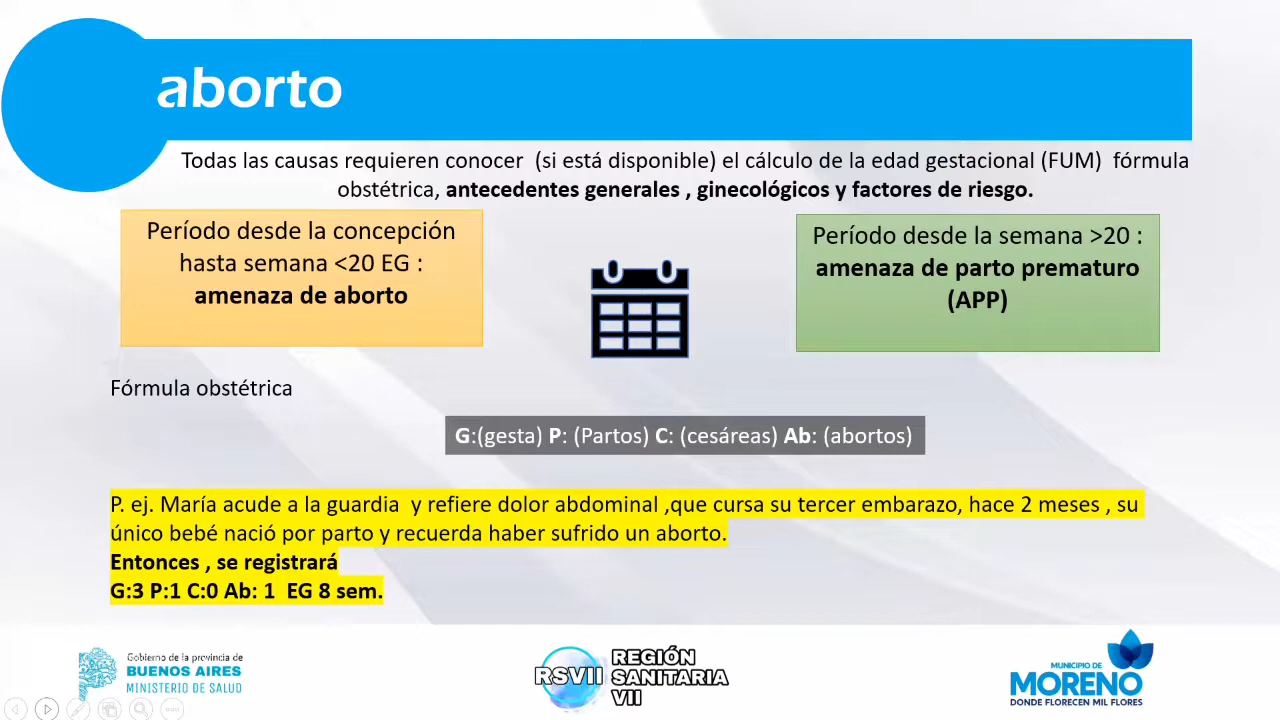 aborto
Todas las causas requieren conocer (si está disponible) el cálculo de la edad gestacional (FUM) fórmula
obstétrica, antecedentes generales , ginecológicos y factores de riesgo.
Período desde la concepción
hasta semana <20 EG :
amenaza de aborto
Período desde la semana >20 :
amenaza de parto prematuro
(APP)
Fórmula obstétrica
G:(gesta) P: (Partos) C: (cesáreas) Ab: (abortos)
P. ej. María acude a la guardia y refiere dolor abdominal ,que cursa su tercer embarazo, hace 2 meses , su
único bebé nació por parto y recuerda haber sufrido un aborto.
Entonces , se registrará
G:3 P:1 C:0 Ab: 1 EG 8 sem.
Gobierno de la provincia de
BUENOS AIRES
MINISTERIO DE SALUD
RSVII
REGIÓN
SANITARIA
VII
MUNICIPIO DE
MORENO
DONDE FLORECEN MIL FLORES